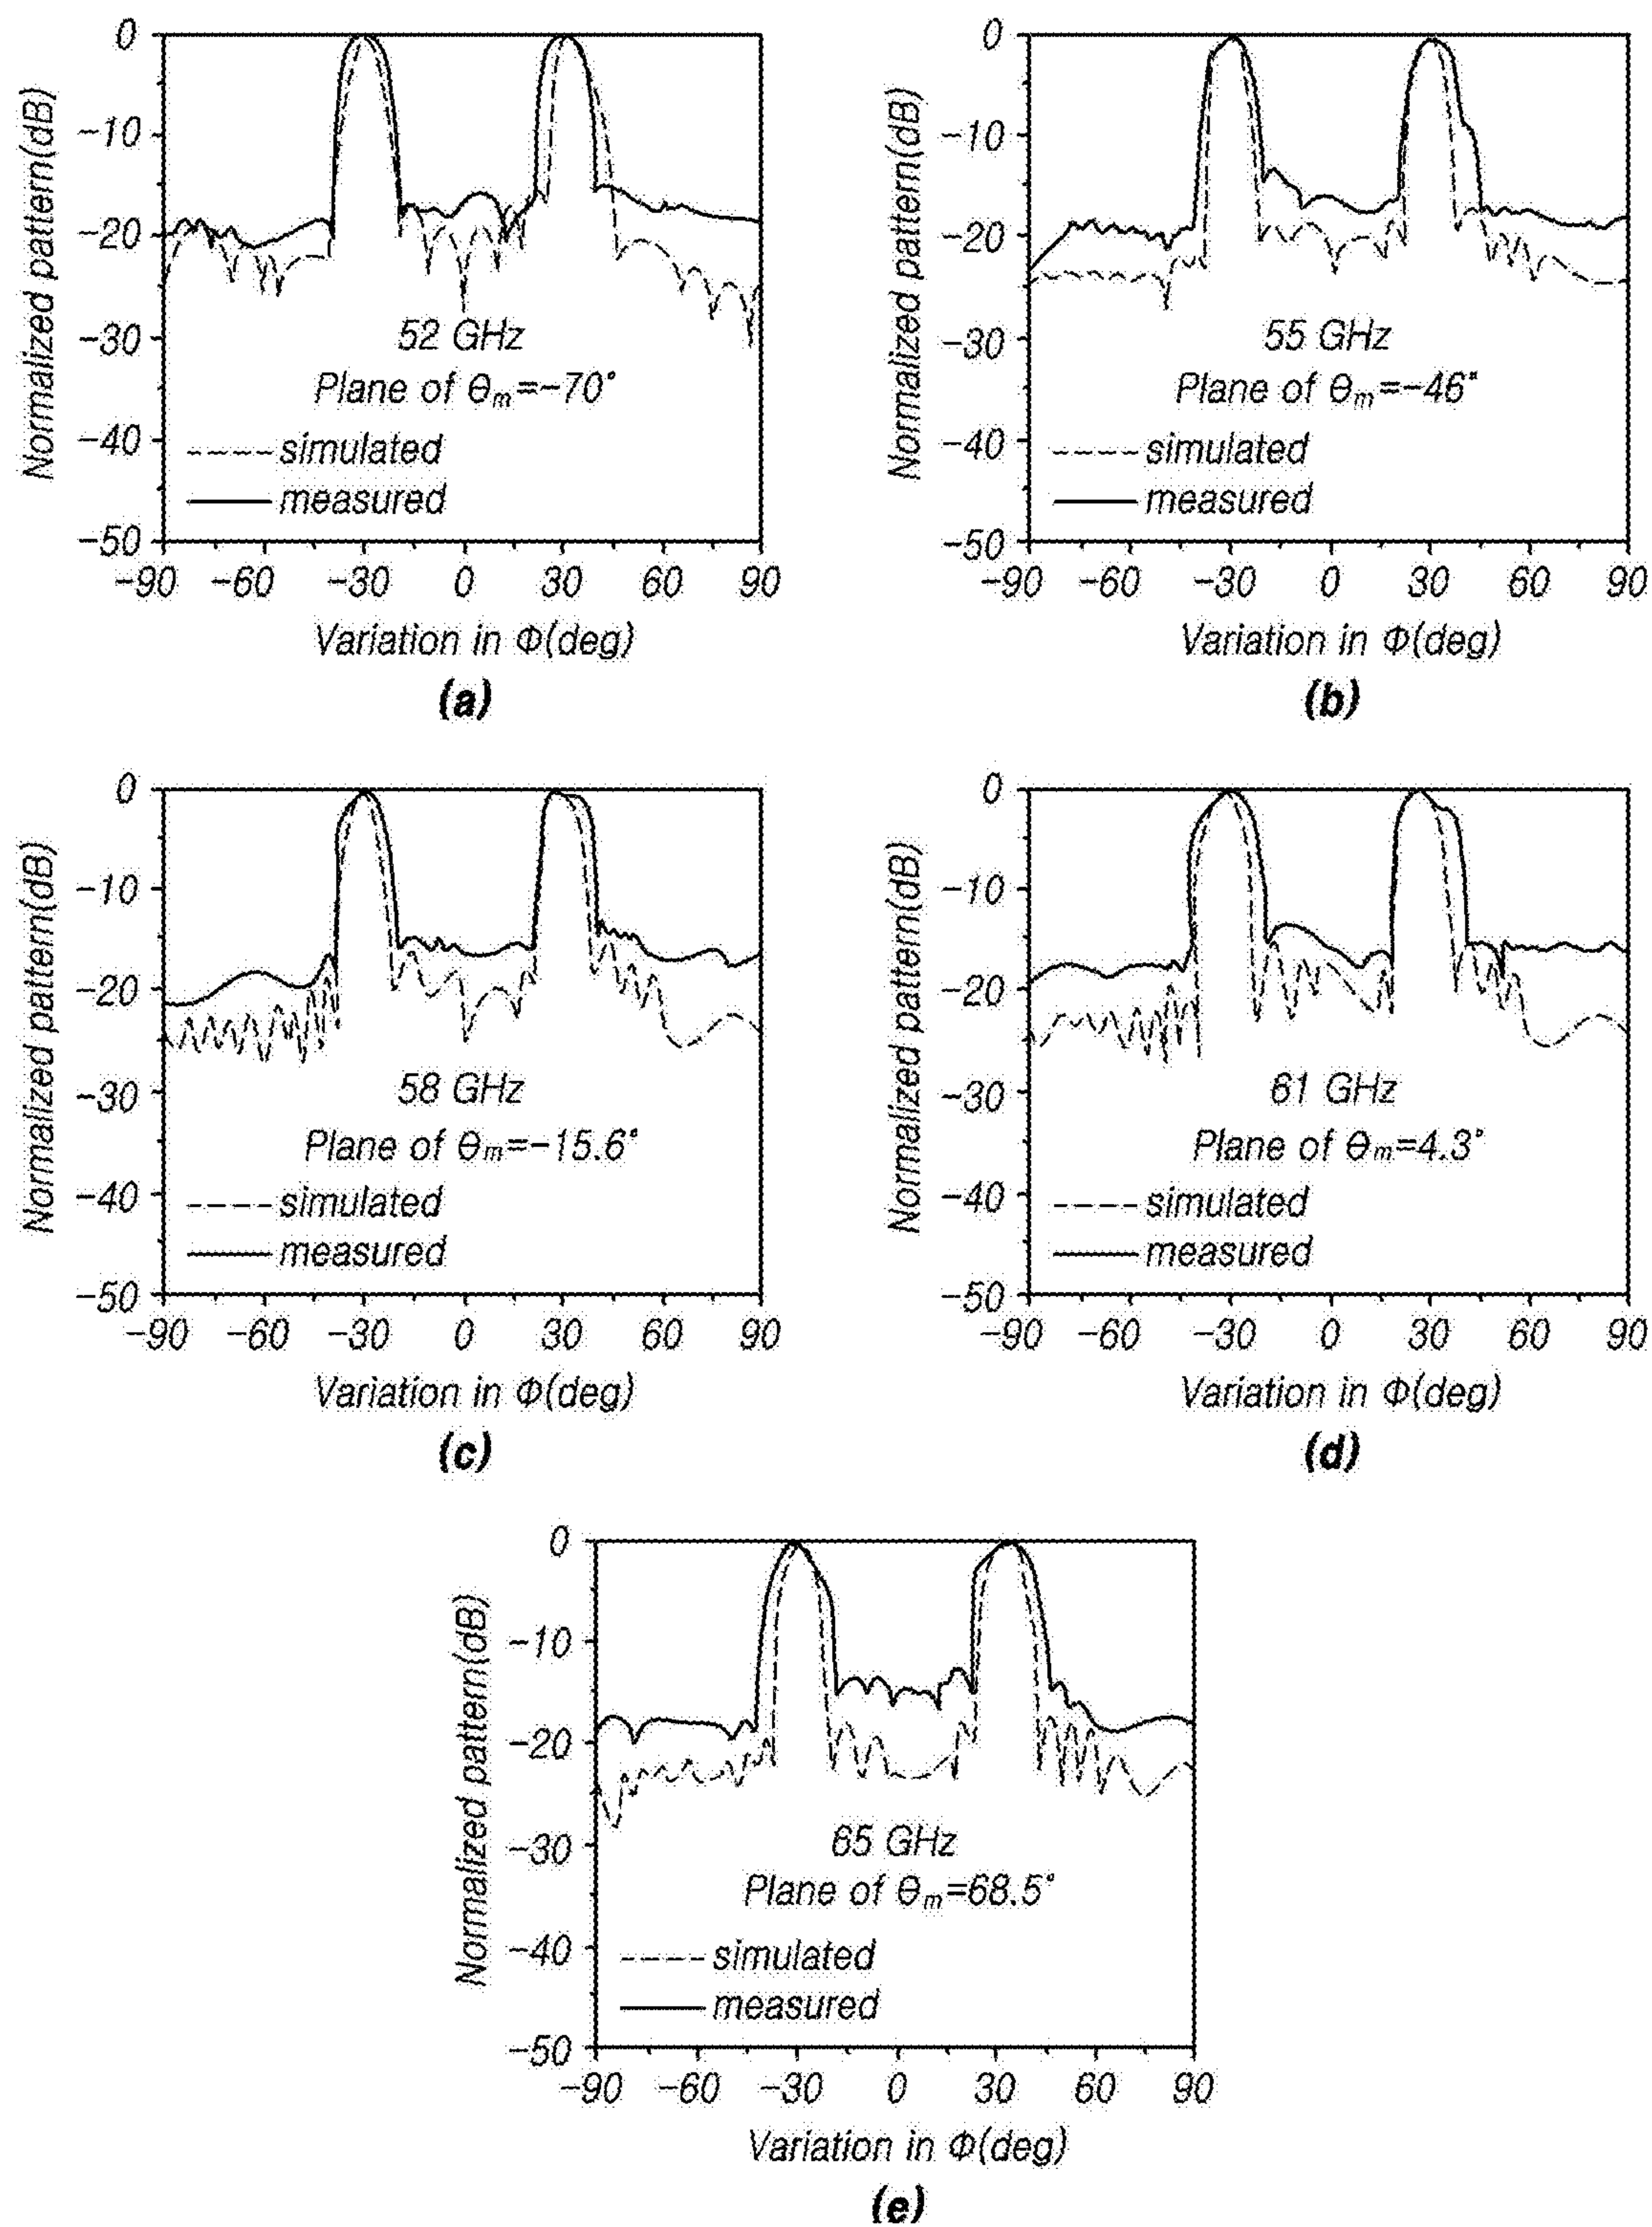 0
-10
-20
-30
-40
-50
Normalized pattern(dB)
52 GHz
Plane of Θm=-70°
simulated
measured
-90 -60 -30 0 30 60 90
Variation in Φ(deg)
(a)
0
-10
-20
-30
-40
-50
Normalized pattern(dB)
55 GHz
Plane of Θm=-46°
simulated
measured
-90 -60 -30 0 30 60 90
Variation in Φ(deg)
(b)
0
-10
-20
-30
-40
-50
Normalized pattern(dB)
58 GHz
Plane of Θm=-15.6°
simulated
measured
-90 -60 -30 0 30 60 90
Variation in Φ(deg)
(c)
0
-10
-20
-30
-40
-50
Normalized pattern(dB)
61 GHz
Plane of Θm=4.3°
simulated
measured
-90 -60 -30 0 30 60 90
Variation in Φ(deg)
(d)
0
-10
-20
-30
-40
-50
Normalized pattern(dB)
65 GHz
Plane of Θm=68.5°
simulated
measured
-90 -60 -30 0 30 60 90
Variation in Φ(deg)
(e)